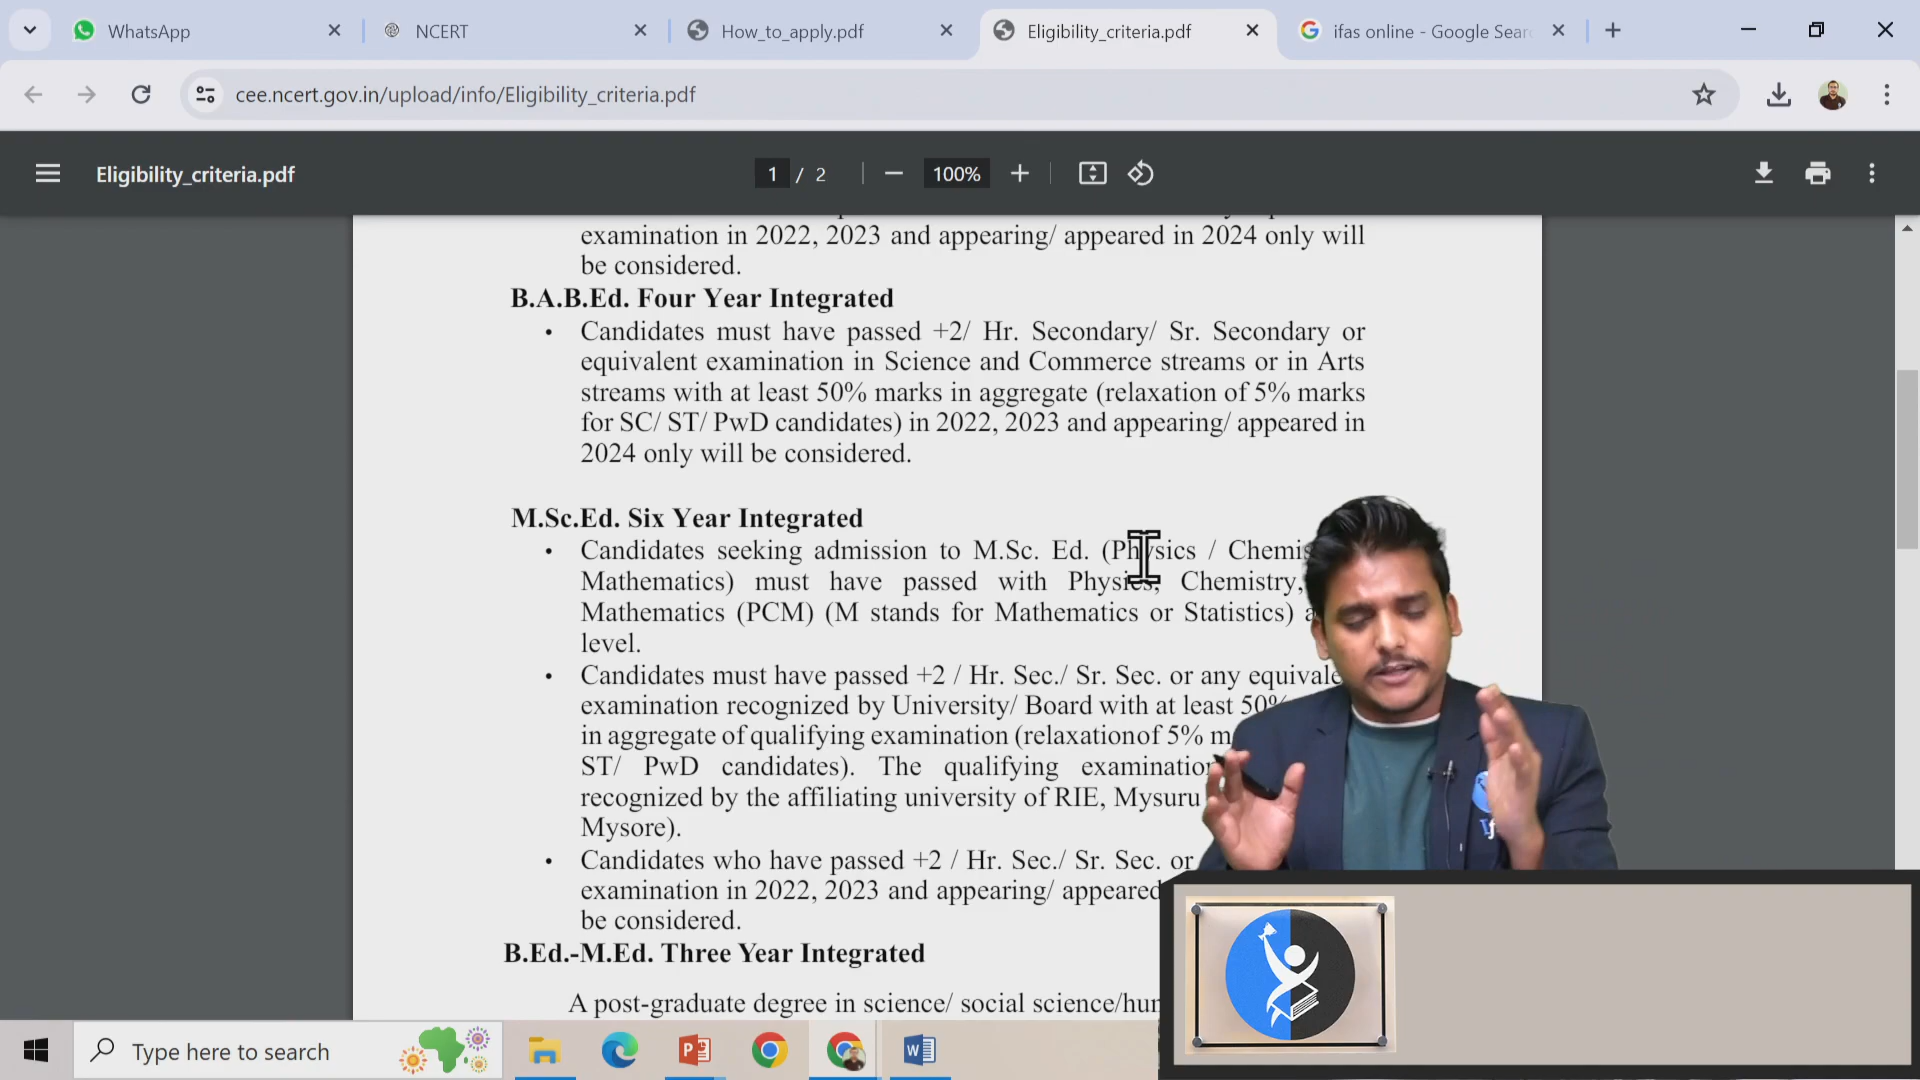 WhatsApp
NCERT
How_to_apply.pdf
Eligibility_criteria.pdf
ifas online - Google Sear
cee.ncert.gov.in/upload/info/Eligibility_criteria.pdf
Eligibility_criteria.pdf
1 / 2
100%
examination in 2022, 2023 and appearing/ appeared in 2024 only will
be considered.
B.A.B.Ed. Four Year Integrated
• Candidates must have passed +2/ Hr. Secondary/ Sr. Secondary or
equivalent examination in Science and Commerce streams or in Arts
streams with at least 50% marks in aggregate (relaxation of 5% marks
for SC/ ST/ PwD candidates) in 2022, 2023 and appearing/ appeared in
2024 only will be considered.
M.Sc.Ed. Six Year Integrated
• Candidates seeking admission to M.Sc. Ed. (Physics / Chemis
Mathematics) must have passed with Physics, Chemistry,
Mathematics (PCM) (M stands for Mathematics or Statistics) a
level.
• Candidates must have passed +2 / Hr. Sec./ Sr. Sec. or any equivale
examination recognized by University/ Board with at least 50%
in aggregate of qualifying examination (relaxationof 5% m
ST/ PwD candidates). The qualifying examination
recognized by the affiliating university of RIE, Mysuru
Mysore).
• Candidates who have passed +2 / Hr. Sec./ Sr. Sec. or
examination in 2022, 2023 and appearing/ appeared
be considered.
B.Ed.-M.Ed. Three Year Integrated
A post-graduate degree in science/ social science/hum
Type here to search